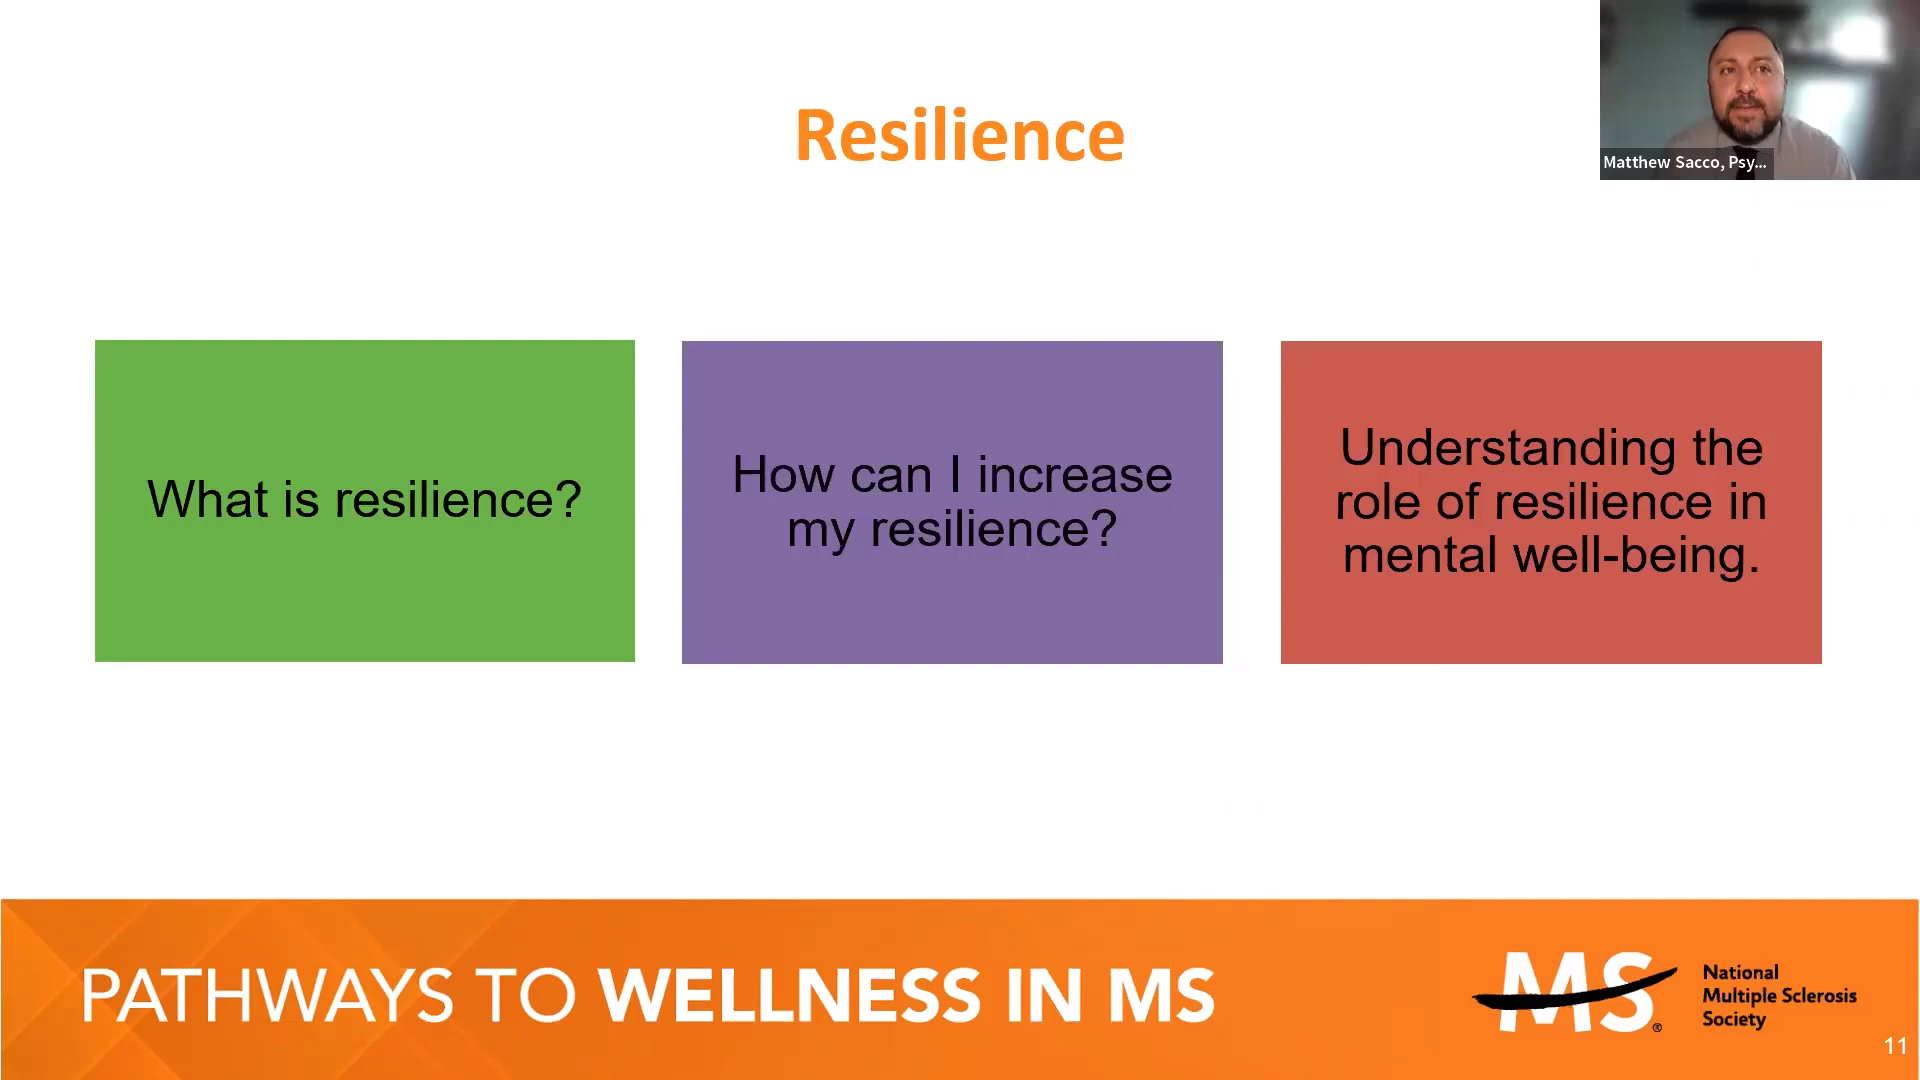 Resilience
Matthew Sacco, Psy...
What is resilience?
How can I increase
my resilience?
Understanding the
role of resilience in
mental well-being.
PATHWAYS TO WELLNESS IN MS
MS®
National
Multiple Sclerosis
Society
11